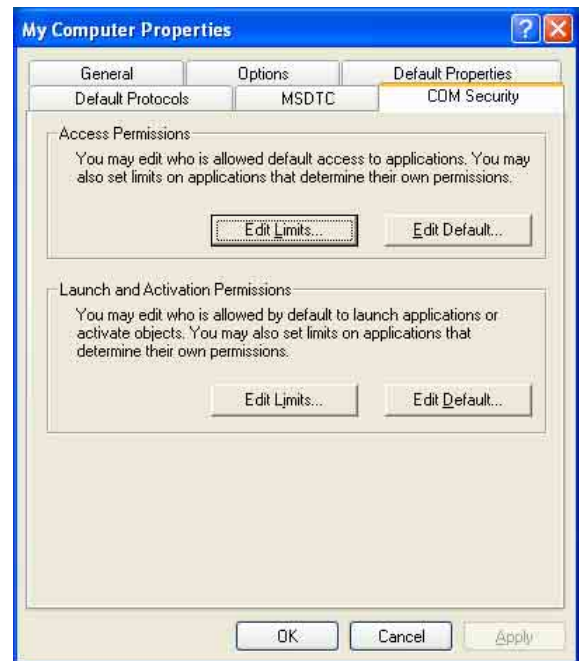 My Computer Properties
General Options Default Properties
Default Protocols MSDTC COM Security
Access Permissions
You may edit who is allowed default access to applications. You may
also set limits on applications that determine their own permissions.
Edit Limits... Edit Default...
Launch and Activation Permissions
You may edit who is allowed by default to launch applications or
activate objects. You may also set limits on applications that
determine their own permissions.
Edit Limits... Edit Default...
OK Cancel Apply